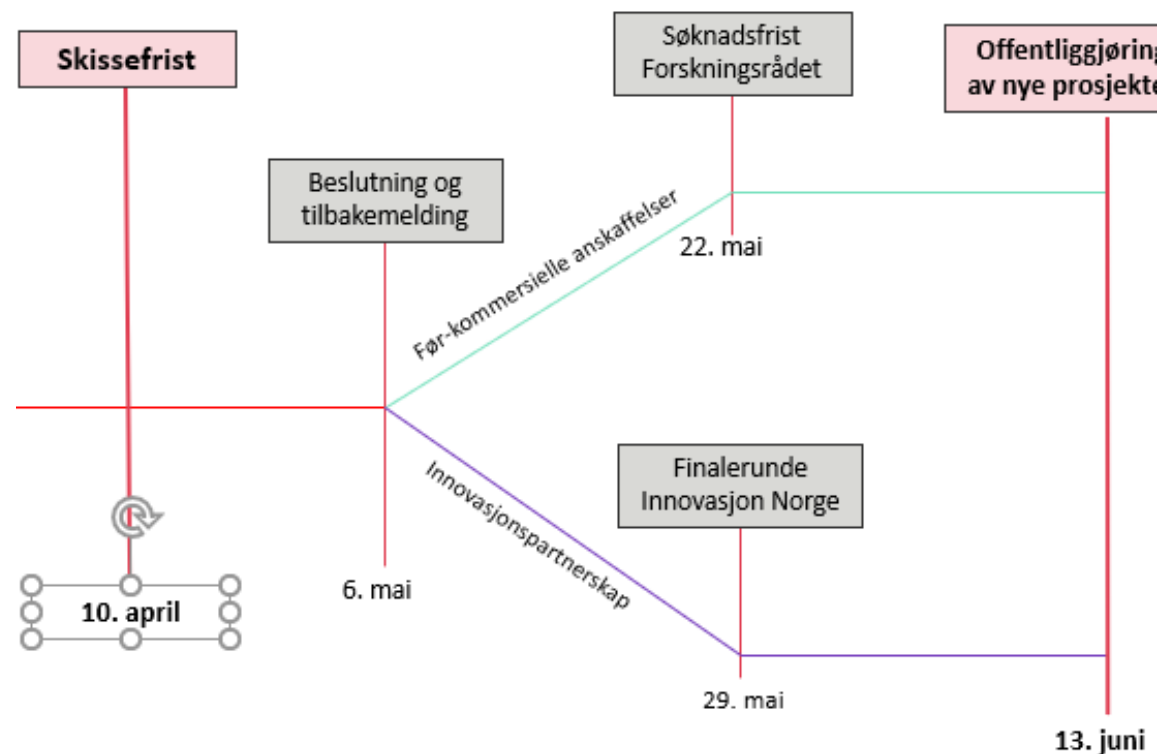 Skissefrist
Søknadsfrist
Forskningsrådet
Offentliggjøring
av nye prosjekte
Beslutning og
tilbakemelding
Før-kommersielle anskaffelser
22. mai
Innovasjonspartnerskap
Finalerunde
Innovasjon Norge
10. april
6. mai
29. mai
13. juni